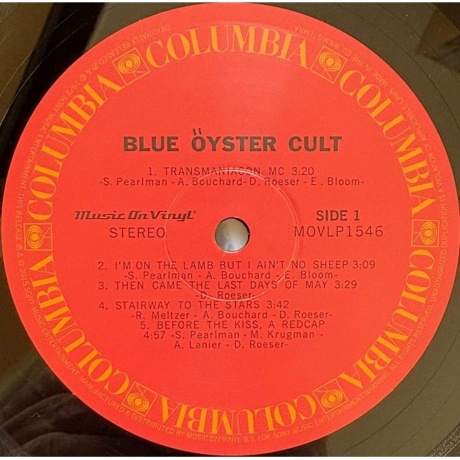 COLUMBIA COLUMBIA COLUMBIA COLUMBIA COLUMBIA COLUMBIA
BLUE ÖYSTER CULT
1. TRANSMANIACON MC 3:20
-S. Pearlman - A. Bouchard- D. Roeser - E. Bloom-
Music On Vinyl
SIDE 1
STEREO
MOVLP1546
2. I'M ON THE LAMB BUT I AIN'T NO SHEEP 3:09
-S. Pearlman - A. Bouchard - E. Bloom-
3. THEN CAME THE LAST DAYS OF MAY 3:29
-D. Roeser-
4. STAIRWAY TO THE STARS 3:42
-R. Meltzer - A. Bouchard - D. Roeser-
5. BEFORE THE KISS, A REDCAP
4:57 -S. Pearlman - M. Krugman -
A. Lanier - D. Roeser-